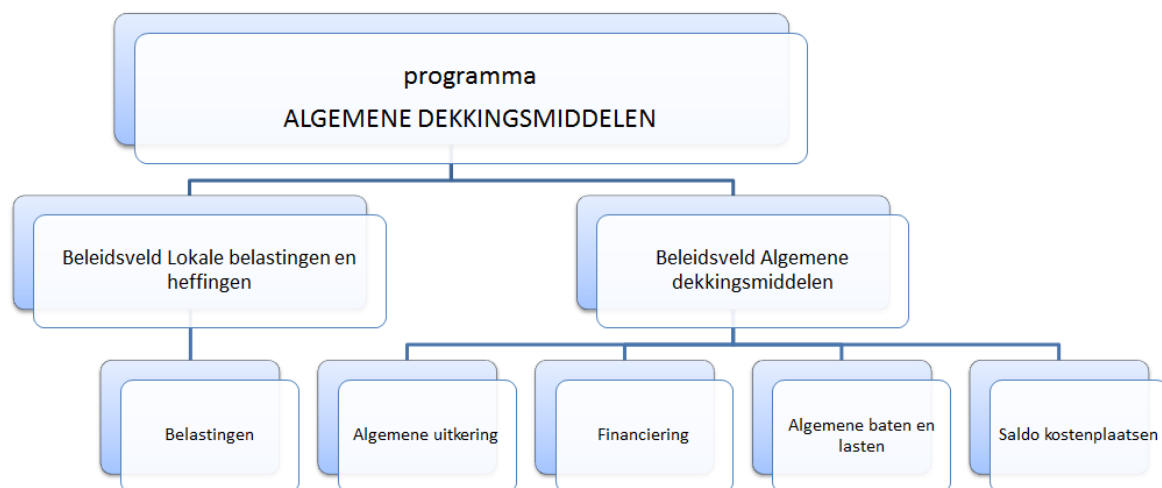 programma
ALGEMENE DEKKINGSMIDDELEN
Beleidsveld Lokale belastingen en
heffingen
Beleidsveld Algemene
dekkingsmiddelen
Belastingen
Algemene uitkering
Financiering
Algemene baten en
lasten
Saldo kostenplaatsen